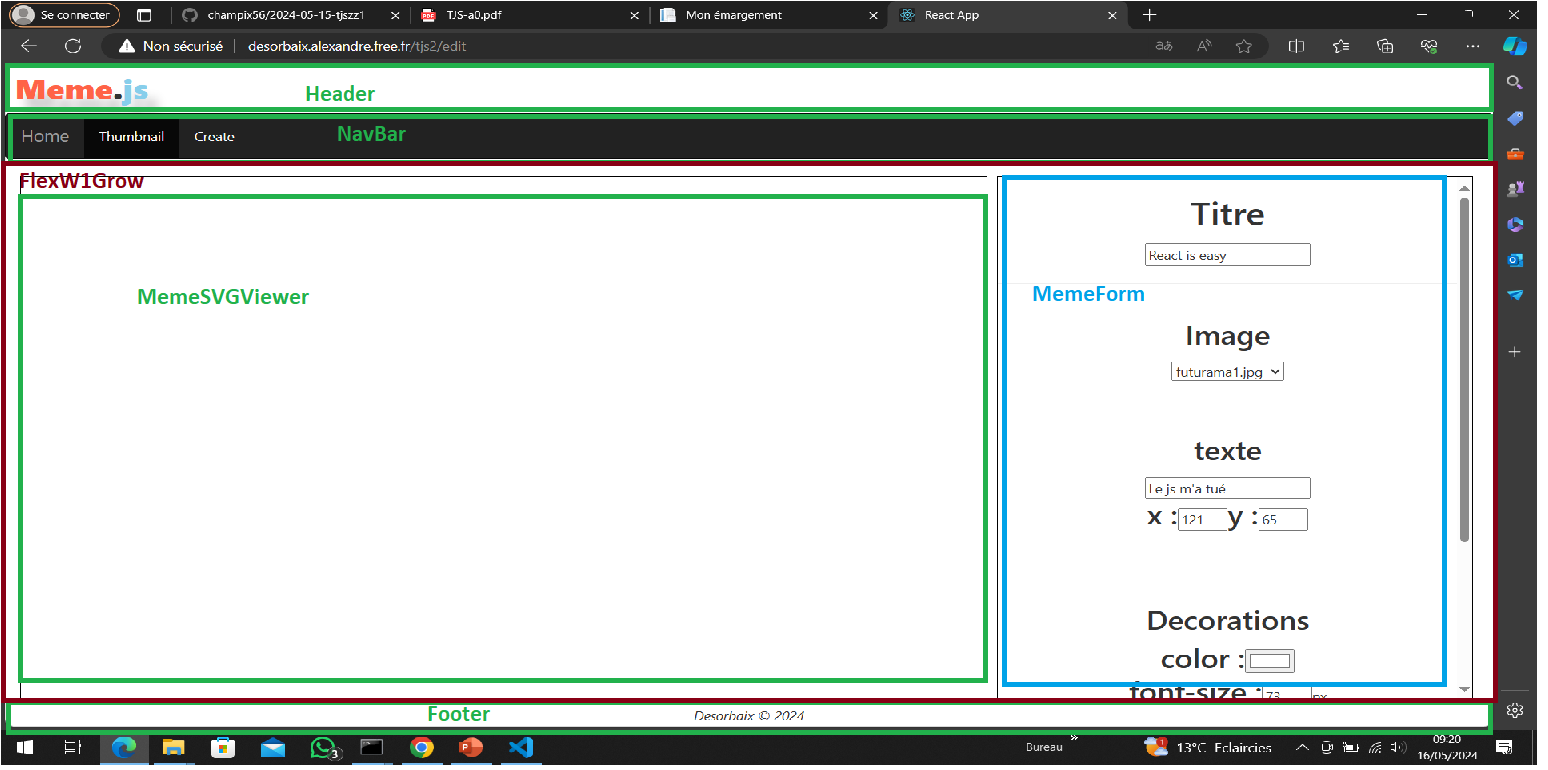 Se connecter
champix56/2024-05-15-tjszz1
TJS-a0.pdf
Mon émargement
React App
Non sécurisé
desorbaix.alexandre.free.fr/tjs2/edit
Meme.js
Header
Home
Thumbnail
Create
NavBar
FlexW1Grow
MemeSVGViewer
Titre
React is easy
MemeForm
Image
futurama1.jpg
texte
Le js m'a tué
x : 121 y : 65
Decorations
color :
font-size : 73 px
Footer
Desorbaix © 2024
3
Bureau
»
1
13°C Eclaircies
09:20
16/05/2024